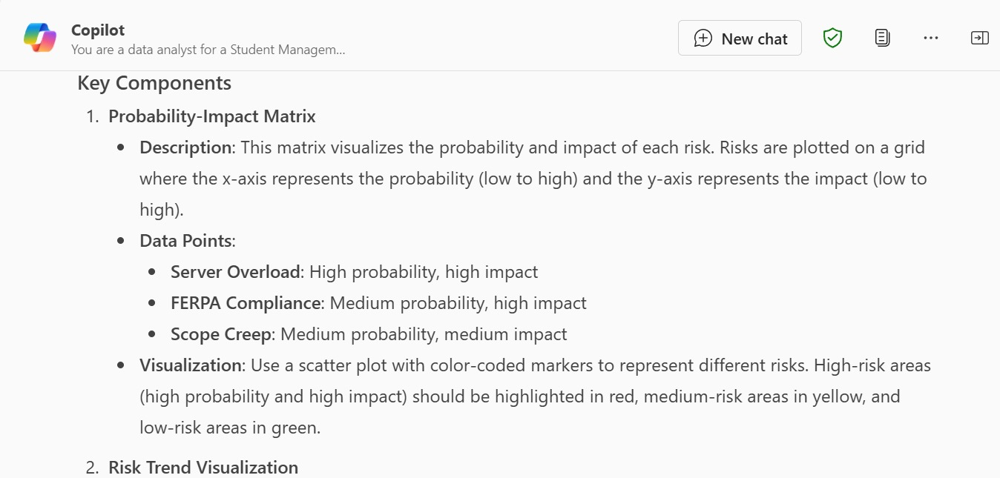 Copilot
You are a data analyst for a Student Managem...
New chat
Key Components
1. Probability-Impact Matrix
• Description: This matrix visualizes the probability and impact of each risk. Risks are plotted on a grid
where the x-axis represents the probability (low to high) and the y-axis represents the impact (low to
high).
• Data Points:
• Server Overload: High probability, high impact
• FERPA Compliance: Medium probability, high impact
• Scope Creep: Medium probability, medium impact
• Visualization: Use a scatter plot with color-coded markers to represent different risks. High-risk areas
(high probability and high impact) should be highlighted in red, medium-risk areas in yellow, and
low-risk areas in green.
2. Risk Trend Visualization